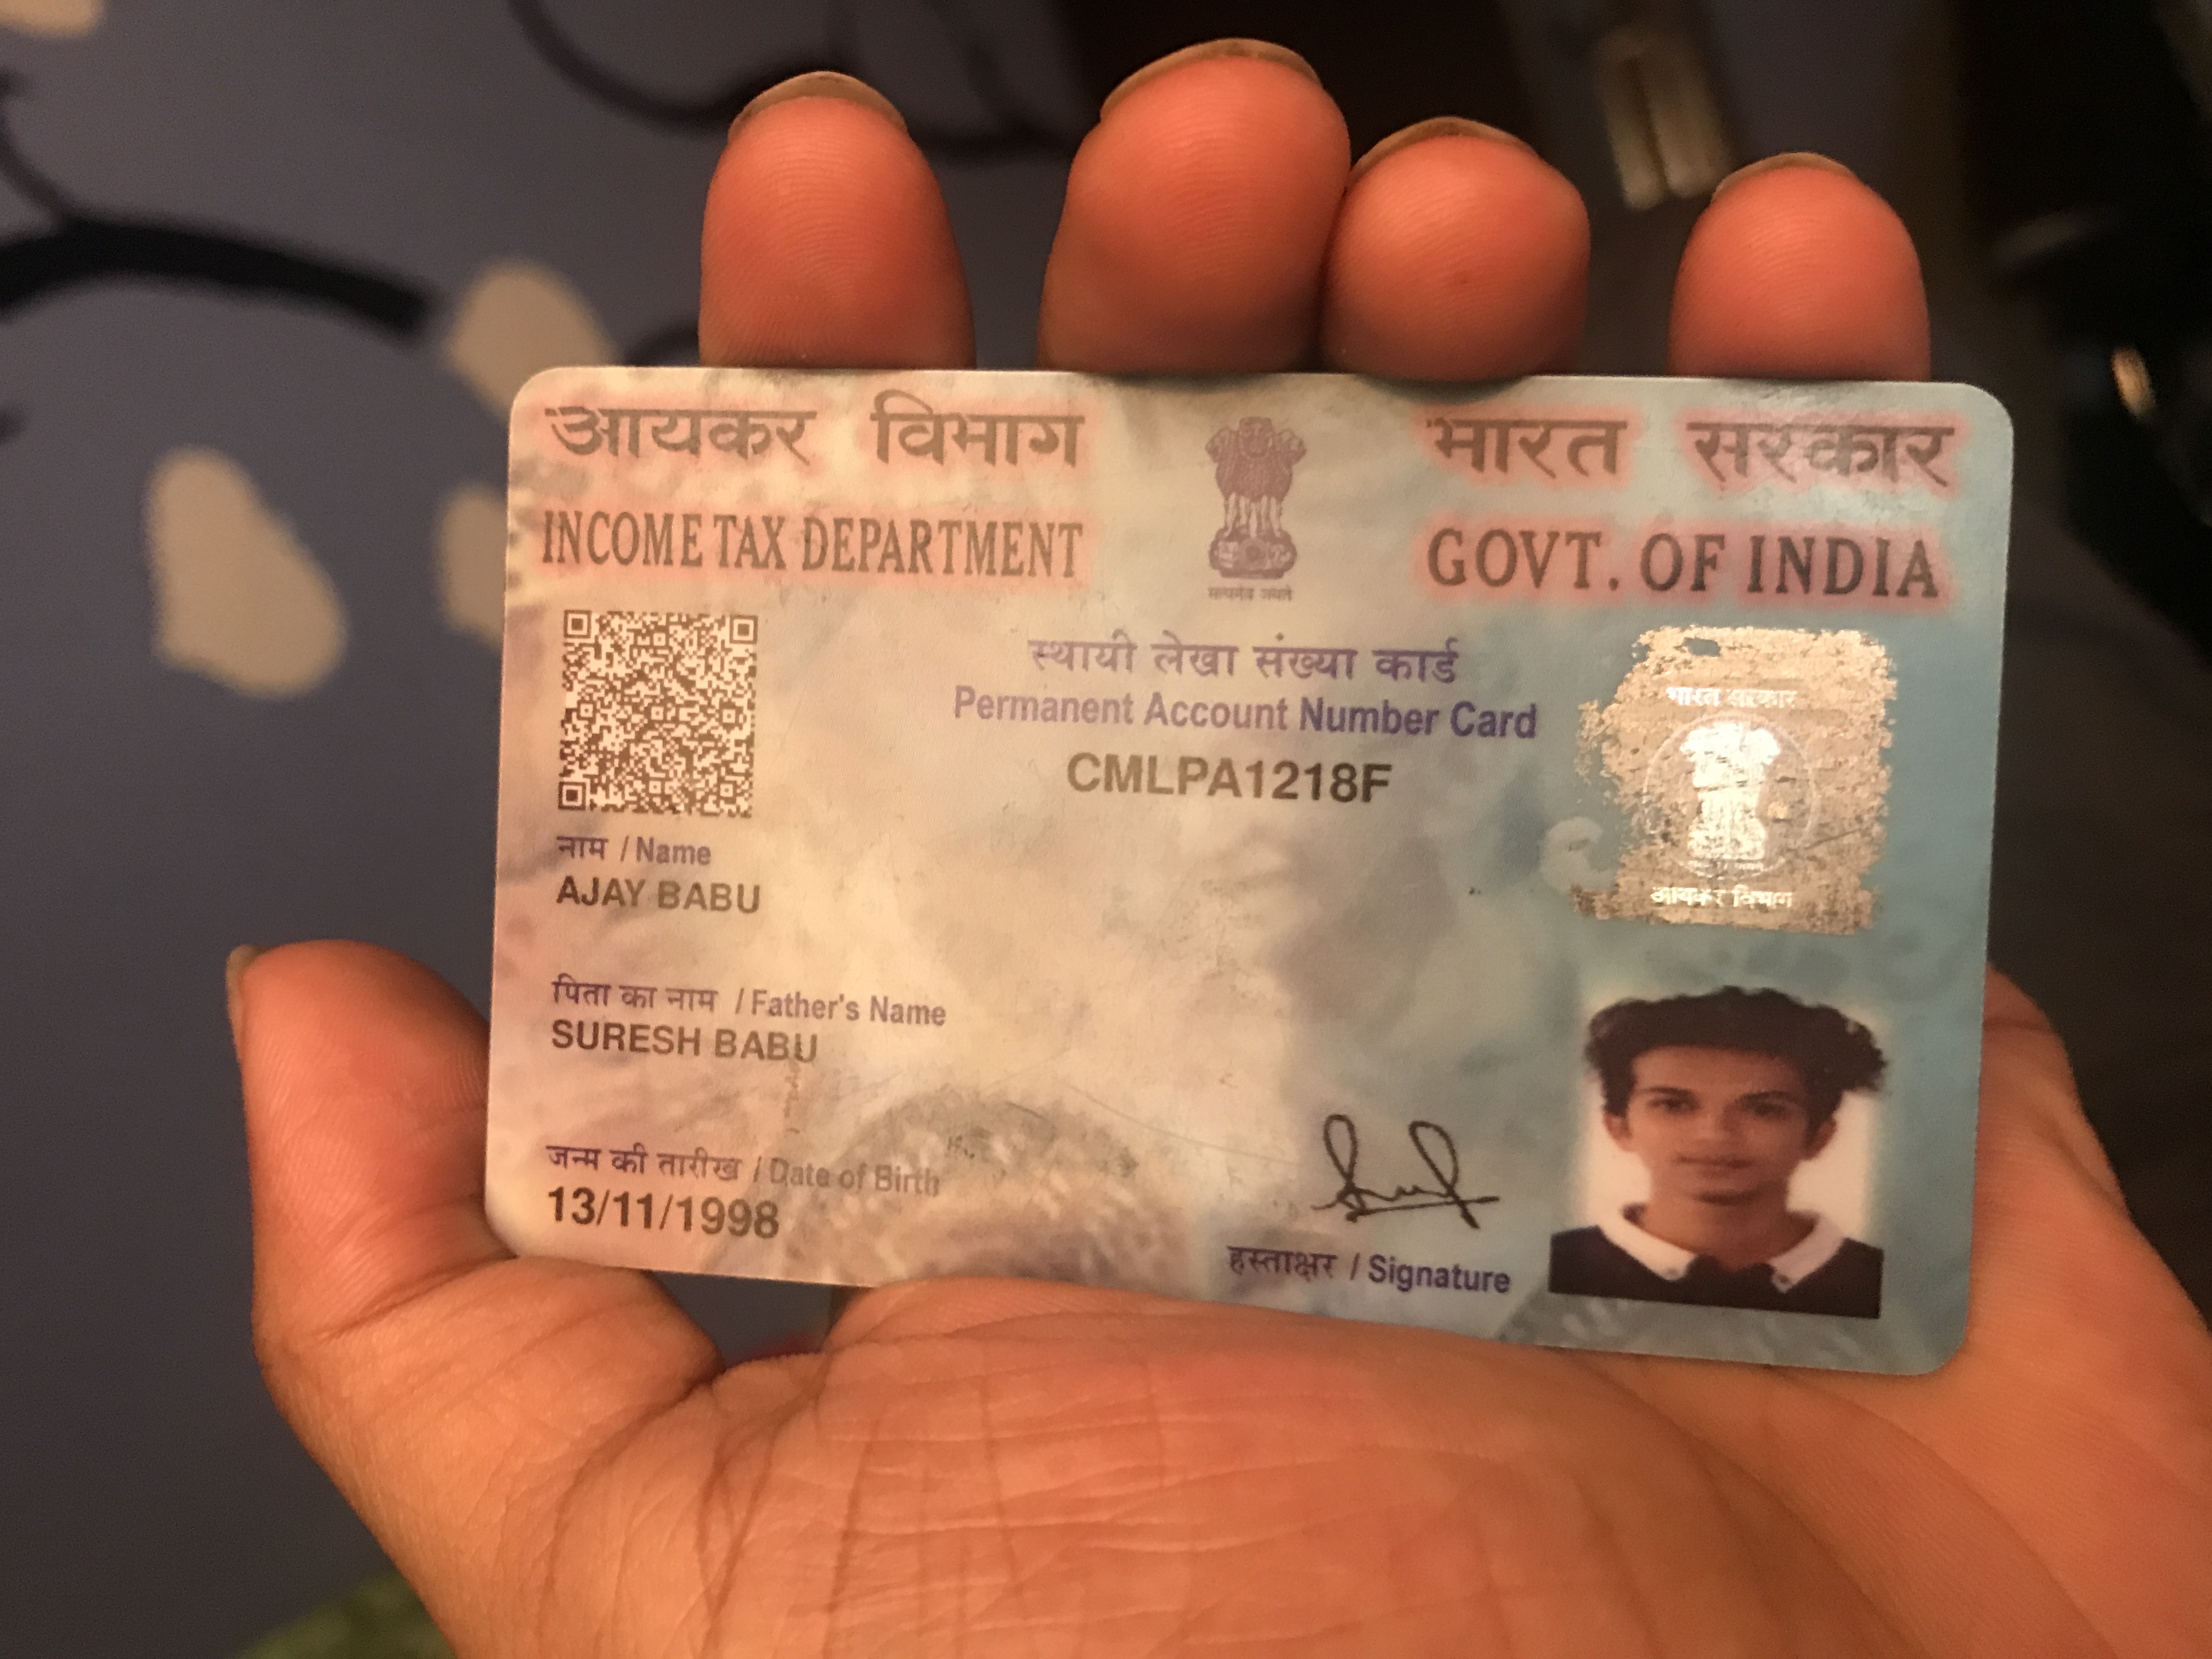 आयकर विभाग
INCOME TAX DEPARTMENT
सत्यमेव जयते
भारत सरकार
GOVT. OF INDIA
स्थायी लेखा संख्या कार्ड
Permanent Account Number Card
CMLPA1218F
भारत सरकार
आयकर विभाग
नाम / Name
AJAY BABU
पिता का नाम / Father's Name
SURESH BABU
जन्म की तारीख / Date of Birth
13/11/1998
हस्ताक्षर / Signature